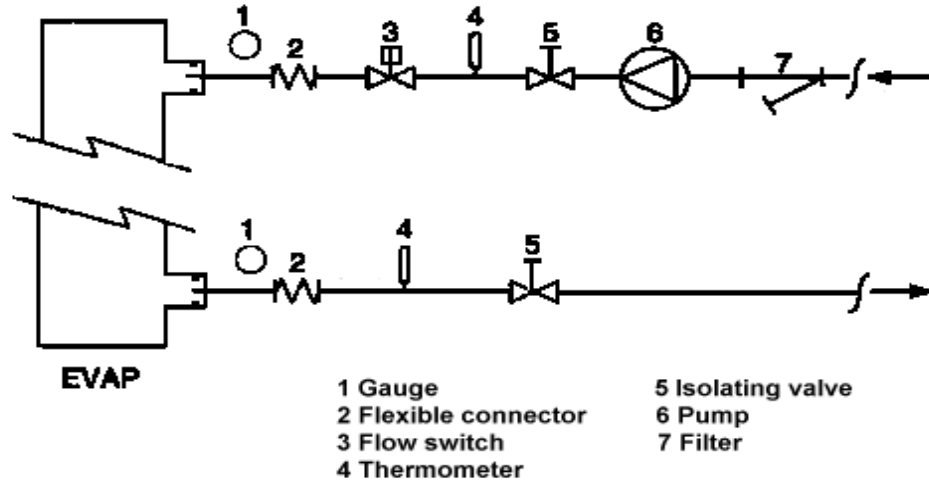 1
2
3
4
5
6
7
1
2
4
5
EVAP
1 Gauge
2 Flexible connector
3 Flow switch
4 Thermometer
5 Isolating valve
6 Pump
7 Filter